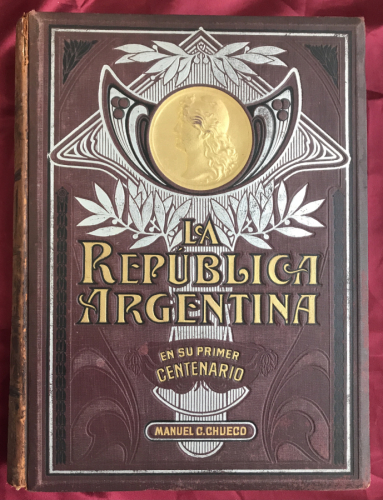 LA
REPÚBLICA
ARGENTINA
EN SU PRIMER
CENTENARIO
MANUEL C. CHUECO